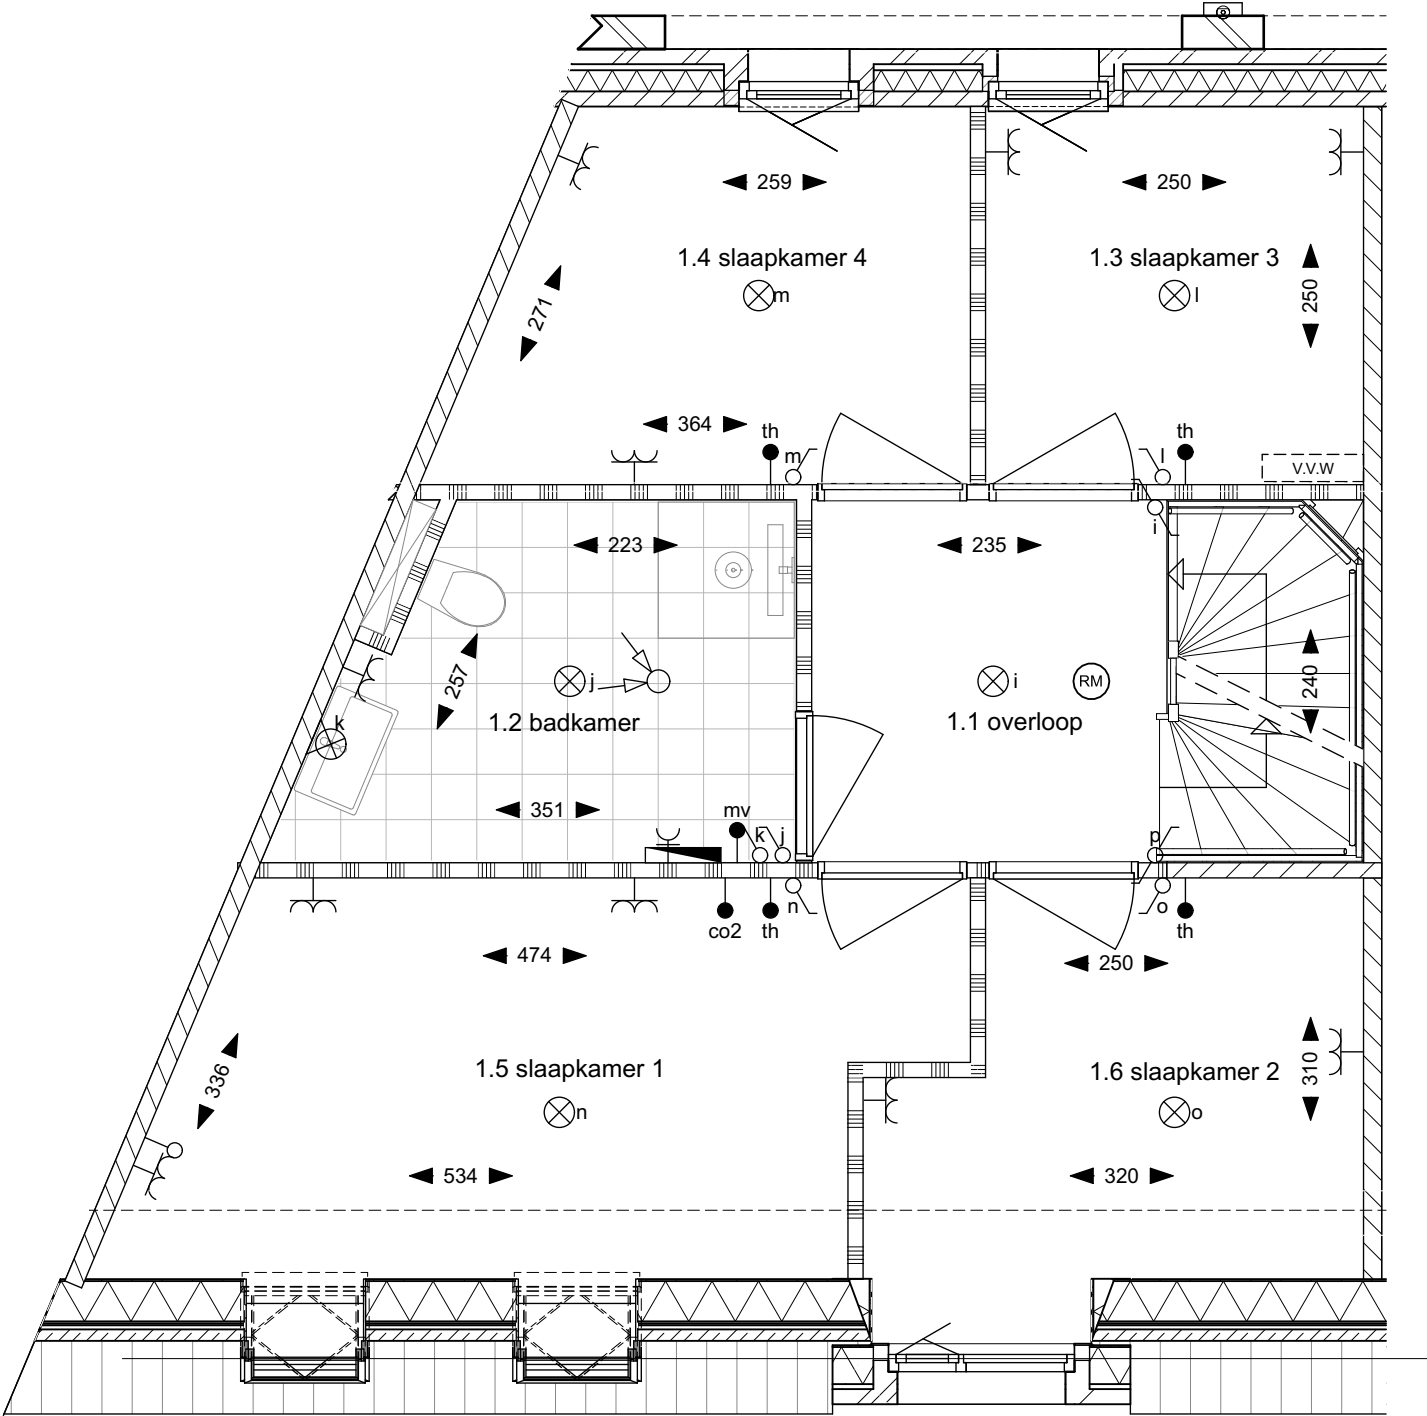 259
250
1.4 slaapkamer 4
1.3 slaapkamer 3
m
l
271
250
364
th
m
l
th
V.V.W
i
223
235
257
j
i
RM
240
k
1.2 badkamer
1.1 overloop
351
mv
k
j
p
n
o
co2
th
th
474
250
336
1.5 slaapkamer 1
1.6 slaapkamer 2
310
n
o
534
320